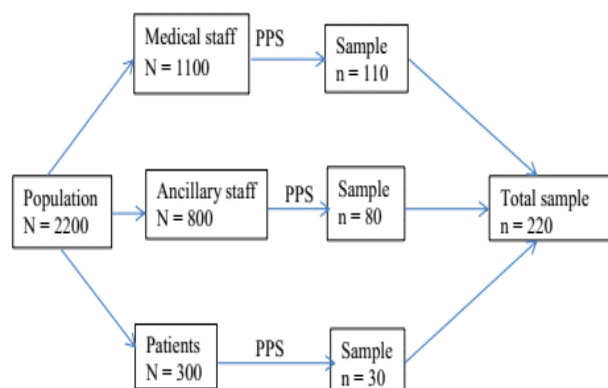 Medical staff
N = 1100
PPS
Sample
n = 110
Population
N = 2200
Ancillary staff
N = 800
PPS
Sample
n = 80
Total sample
n = 220
Patients
N = 300
PPS
Sample
n = 30